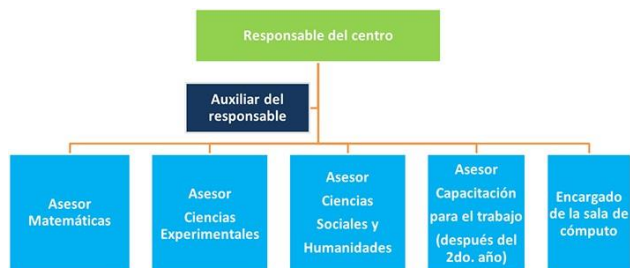 Responsable del centro
Auxiliar del
responsable
Asesor
Matemáticas
Asesor
Ciencias
Experimentales
Asesor
Ciencias
Sociales y
Humanidades
Asesor
Capacitación
para el trabajo
(después del
2do. año)
Encargado
de la sala de
cómputo